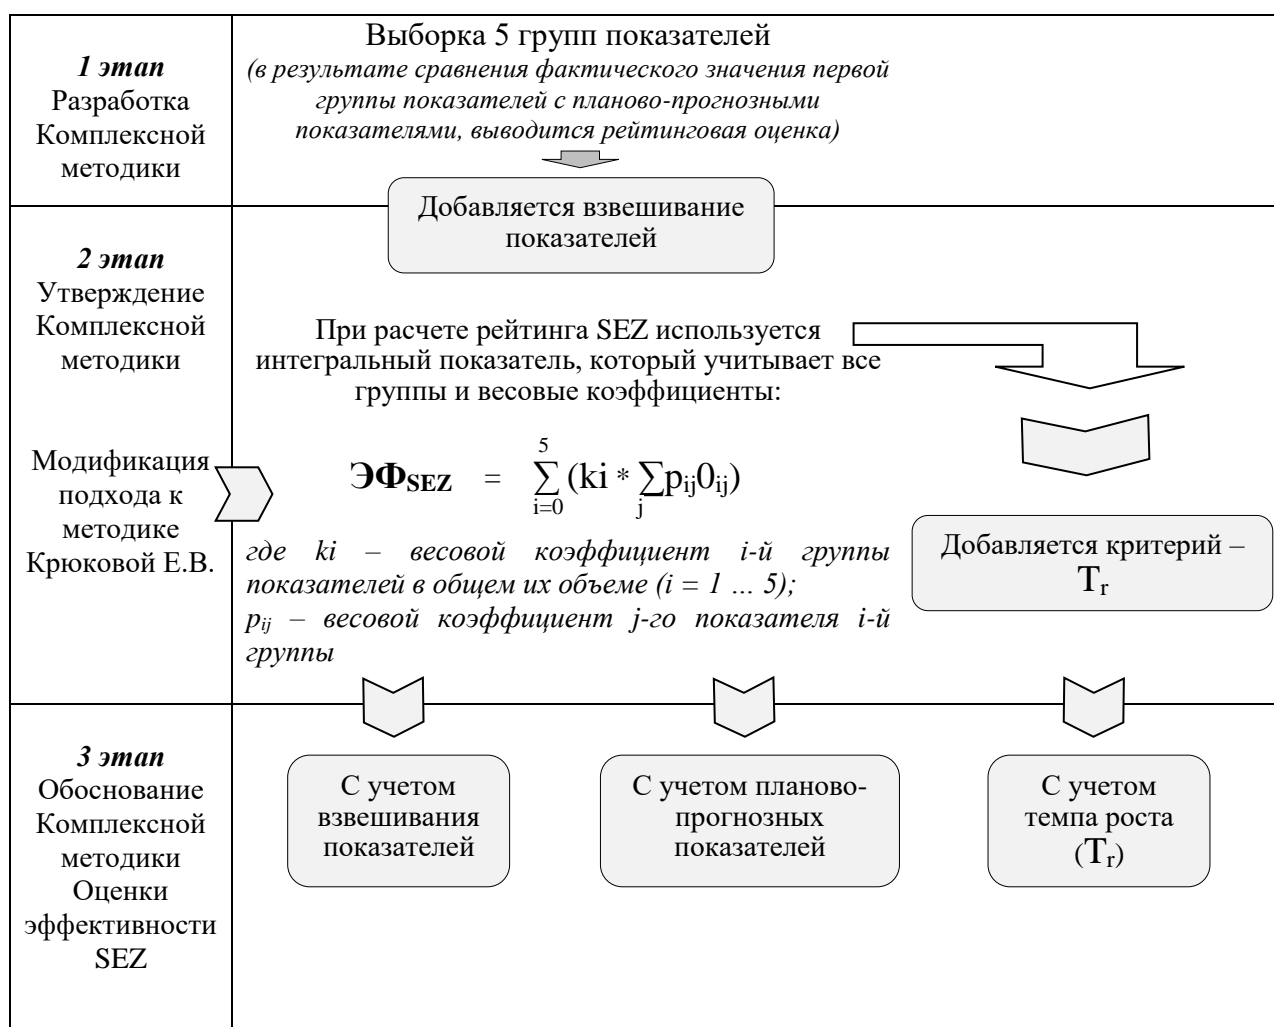 1 этап
Разработка
Комплексной
методики
Выборка 5 групп показателей
(в результате сравнения фактического значения первой
группы показателей с планово-прогнозными
показателями, выводится рейтинговая оценка)
Добавляется взвешивание
показателей
2 этап
Утверждение
Комплексной
методики
Модификация
подхода к
методике
Крюковой Е.В.
При расчете рейтинга SEZ используется
интегральный показатель, который учитывает все
группы и весовые коэффициенты:
5
ЭФSEZ = ∑(ki * ∑pij0ij)
i=0 j
где ki – весовой коэффициент i-й группы
показателей в общем их объеме (i = 1 ... 5);
pij – весовой коэффициент j-го показателя i-й
группы
Добавляется критерий –
Tr
3 этап
Обоснование
Комплексной
методики
Оценки
эффективности
SEZ
С учетом
взвешивания
показателей
С учетом планово-
прогнозных
показателей
С учетом
темпа роста
(Tr)